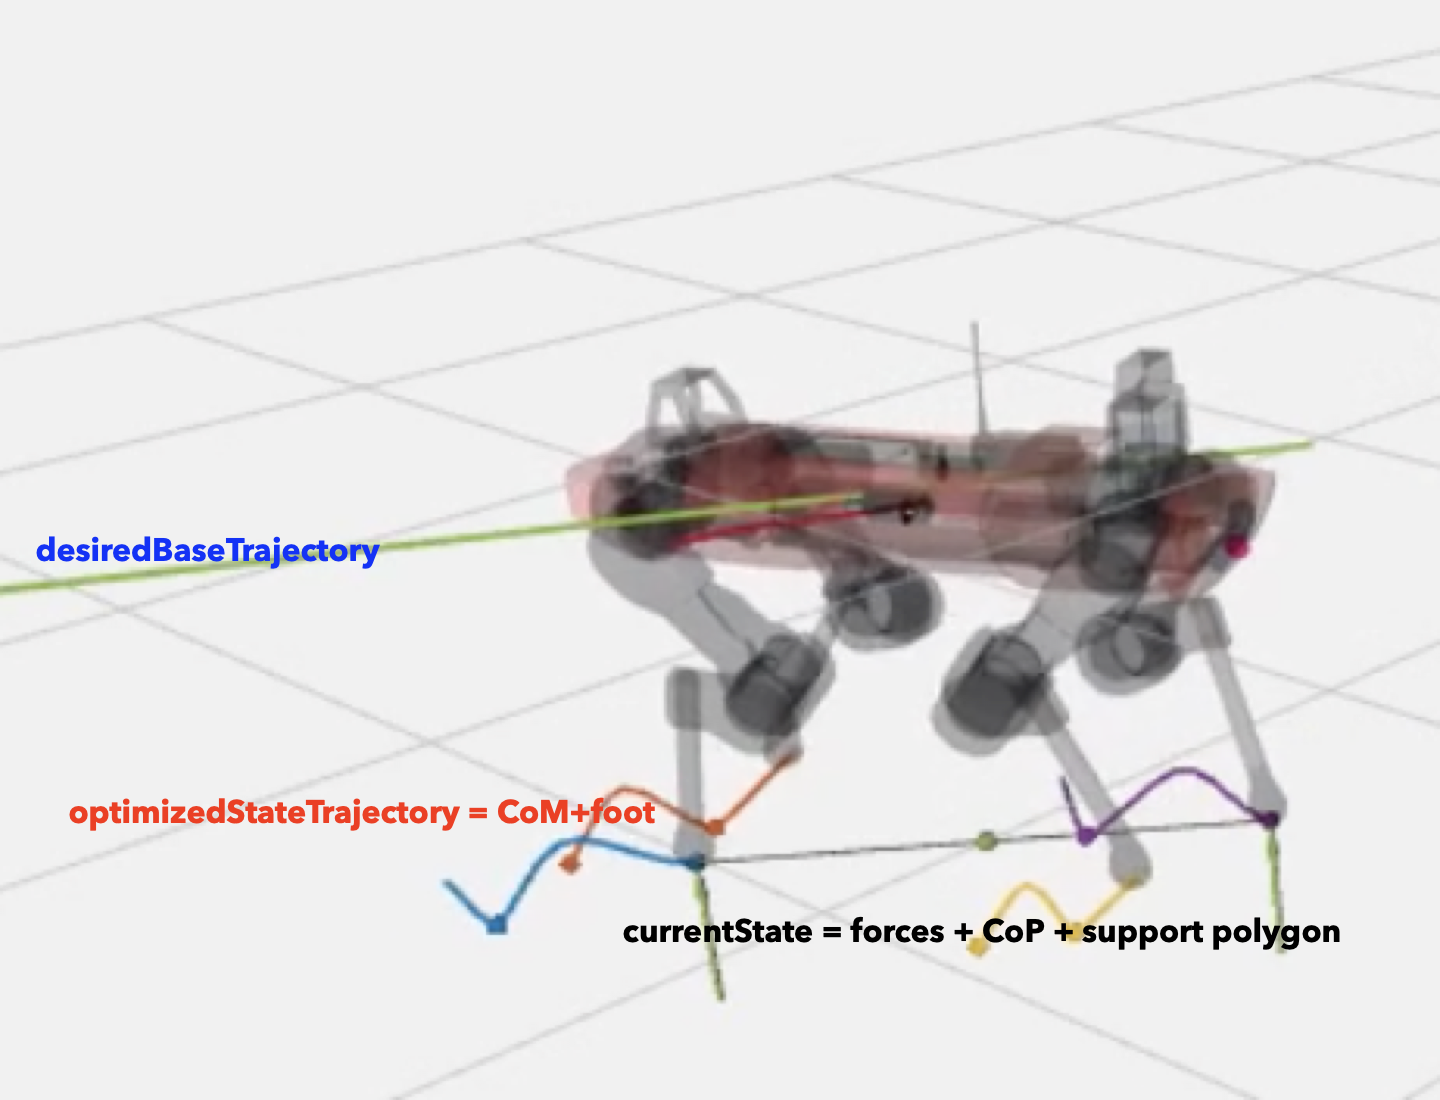 desiredBaseTrajectory
optimizedStateTrajectory = CoM+foot
currentState = forces + CoP + support polygon